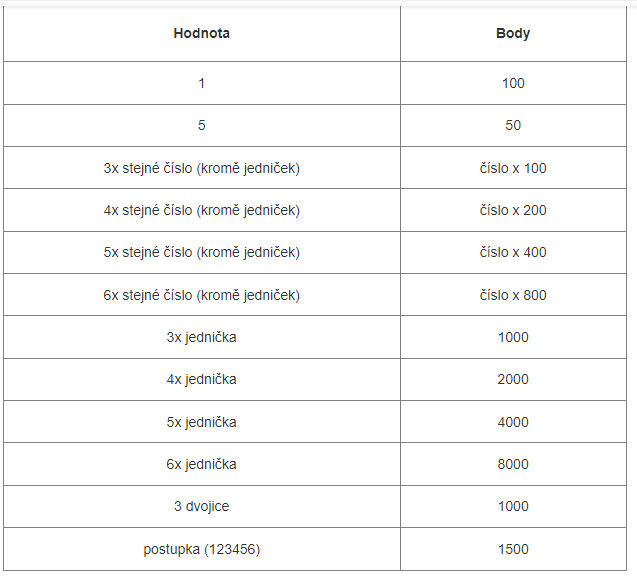 Hodnota Body
1 100
5 50
3x stejné číslo (kromě jedniček) číslo x 100
4x stejné číslo (kromě jedniček) číslo x 200
5x stejné číslo (kromě jedniček) číslo x 400
6x stejné číslo (kromě jedniček) číslo x 800
3x jednička 1000
4x jednička 2000
5x jednička 4000
6x jednička 8000
3 dvojice 1000
postupka (123456) 1500